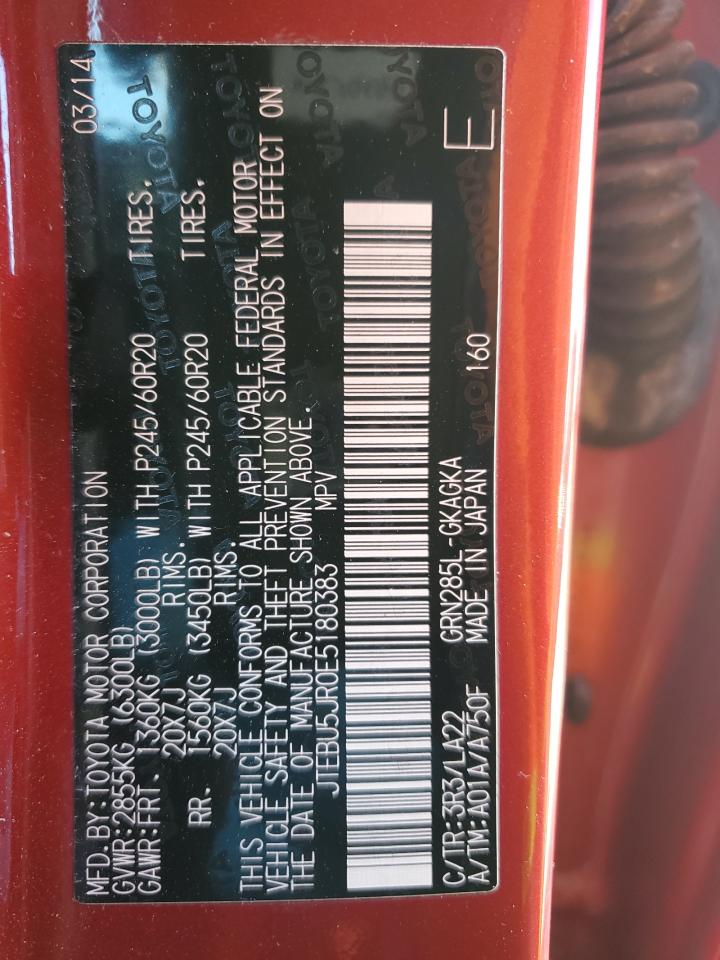 MFD.BY:TOYOTA MOTOR CORPORATION 03/14
GVWR:2855KG (6300LB)
GAWR:FRT. 1360KG (3000LB) WITH P245/60R20 TIRES,
20X7J RIMS.
RR. 1560KG (3450LB) WITH P245/60R20 TIRES,
20X7J RIMS.
THIS VEHICLE CONFORMS TO ALL APPLICABLE FEDERAL MOTOR
VEHICLE SAFETY AND THEFT PREVENTION STANDARDS IN EFFECT ON
THE DATE OF MANUFACTURE SHOWN ABOVE.
JTEBU5JR0E5180383 MPV
C/TR:3R3/LA22 GRN285L-GKAGKA E
A/TM:A01A/A750F MADE IN JAPAN 160